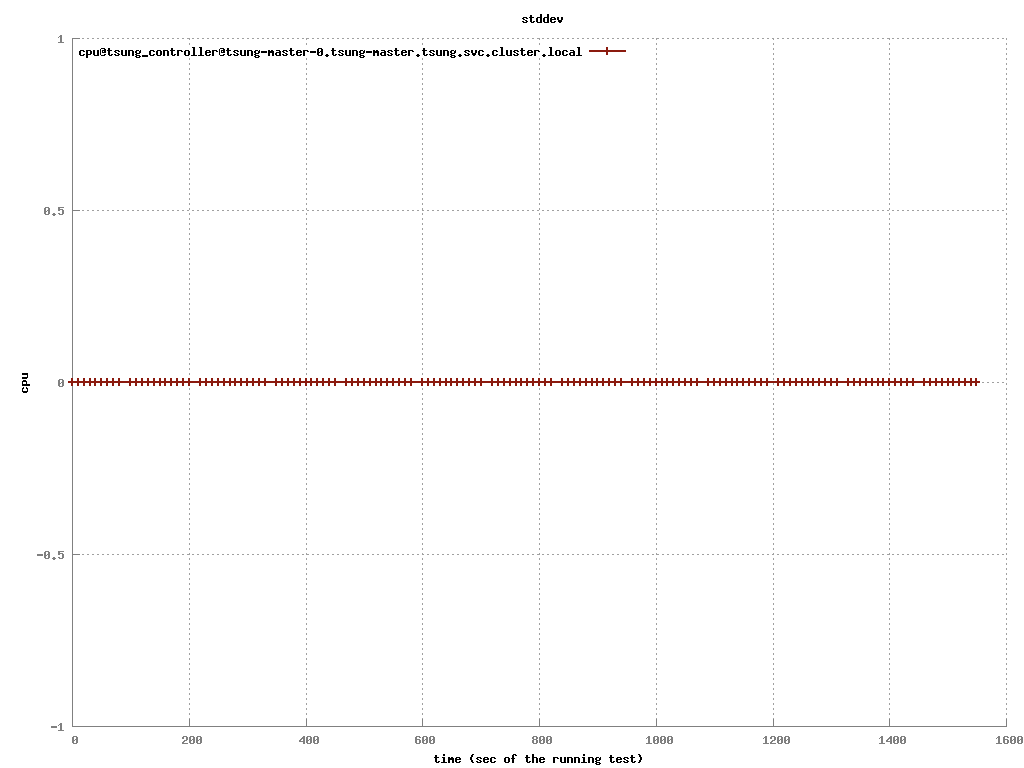 stddev
1
cpu@tsung_controller@tsung-master-0.tsung-master.tsung.svc.cluster.local
0.5
cpu
0
-0.5
-1
0 200 400 600 800 1000 1200 1400 1600
time (sec of the running test)